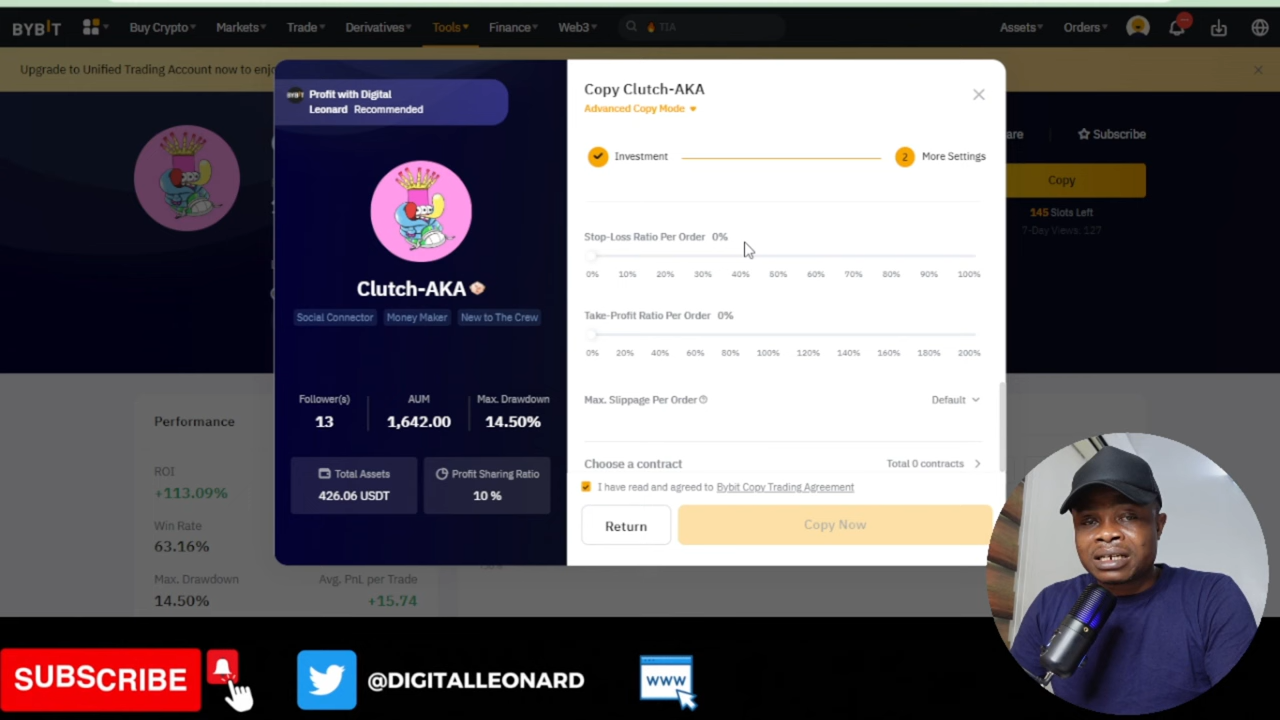 BYBIT
Buy Crypto
Markets
Trade
Derivatives
Tools
Finance
Web3
TIA
Assets
Orders
Upgrade to Unified Trading Account now to enjo
Profit with Digital
Leonard Recommended
Clutch-AKA
Social Connector
Money Maker
New to The Crew
Follower(s)
13
AUM
1,642.00
Max. Drawdown
14.50%
Total Assets
426.06 USDT
Profit Sharing Ratio
10 %
Copy Clutch-AKA
Advanced Copy Mode
Investment
2
More Settings
Stop-Loss Ratio Per Order 0%
0% 10% 20% 30% 40% 50% 60% 70% 80% 90% 100%
Take-Profit Ratio Per Order 0%
0% 20% 40% 60% 80% 100% 120% 140% 160% 180% 200%
Max. Slippage Per Order
Default
Choose a contract
Total 0 contracts
I have read and agreed to Bybit Copy Trading Agreement
Return
Copy Now
are
Subscribe
Copy
145 Slots Left
7-Day Views: 127
Performance
ROI
+113.09%
Win Rate
63.16%
Max. Drawdown
14.50%
Avg. PnL per Trade
+15.74
SUBSCRIBE
@DIGITALLEONARD
WWW